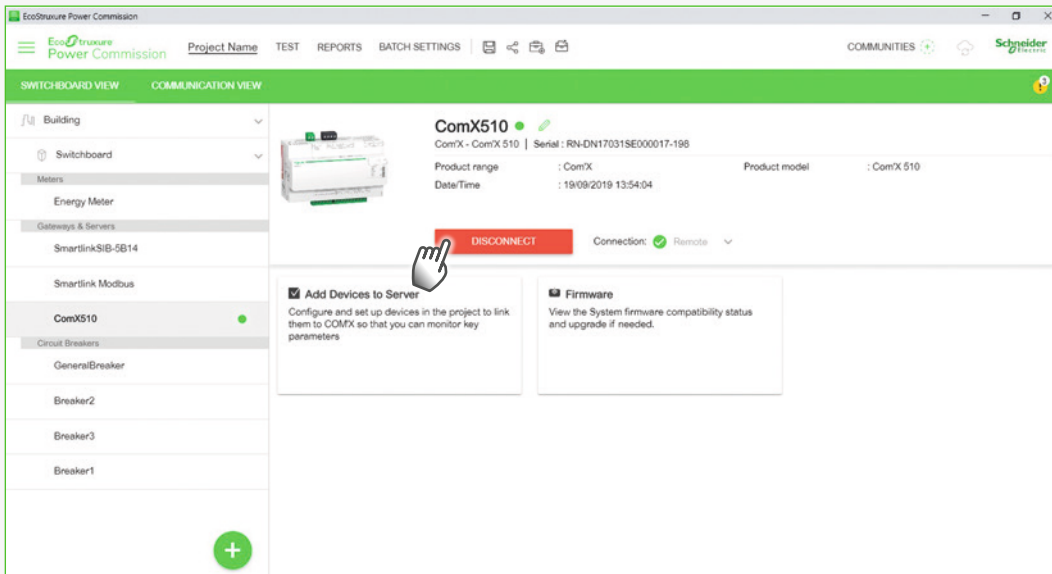 EcoStruxure Power Commission
EcoStruxure
Power Commission
Project Name TEST REPORTS BATCH SETTINGS COMMUNITIES
Schneider
Electric
SWITCHBOARD VIEW COMMUNICATION VIEW
3
Building
Switchboard
Meters
Energy Meter
Gateways & Servers
SmartlinkSIB-5B14
Smartlink Modbus
ComX510
Circuit Breakers
GeneralBreaker
Breaker2
Breaker3
Breaker1
ComX510
Com'X - Com'X 510 | Serial : RN-DN17031SE000017-198
Product range : Com'X Product model : Com'X 510
Date/Time : 19/09/2019 13:54:04
DISCONNECT Connection: Remote
Add Devices to Server
Configure and set up devices in the project to link
them to COM'X so that you can monitor key
parameters
Firmware
View the System firmware compatibility status
and upgrade if needed.